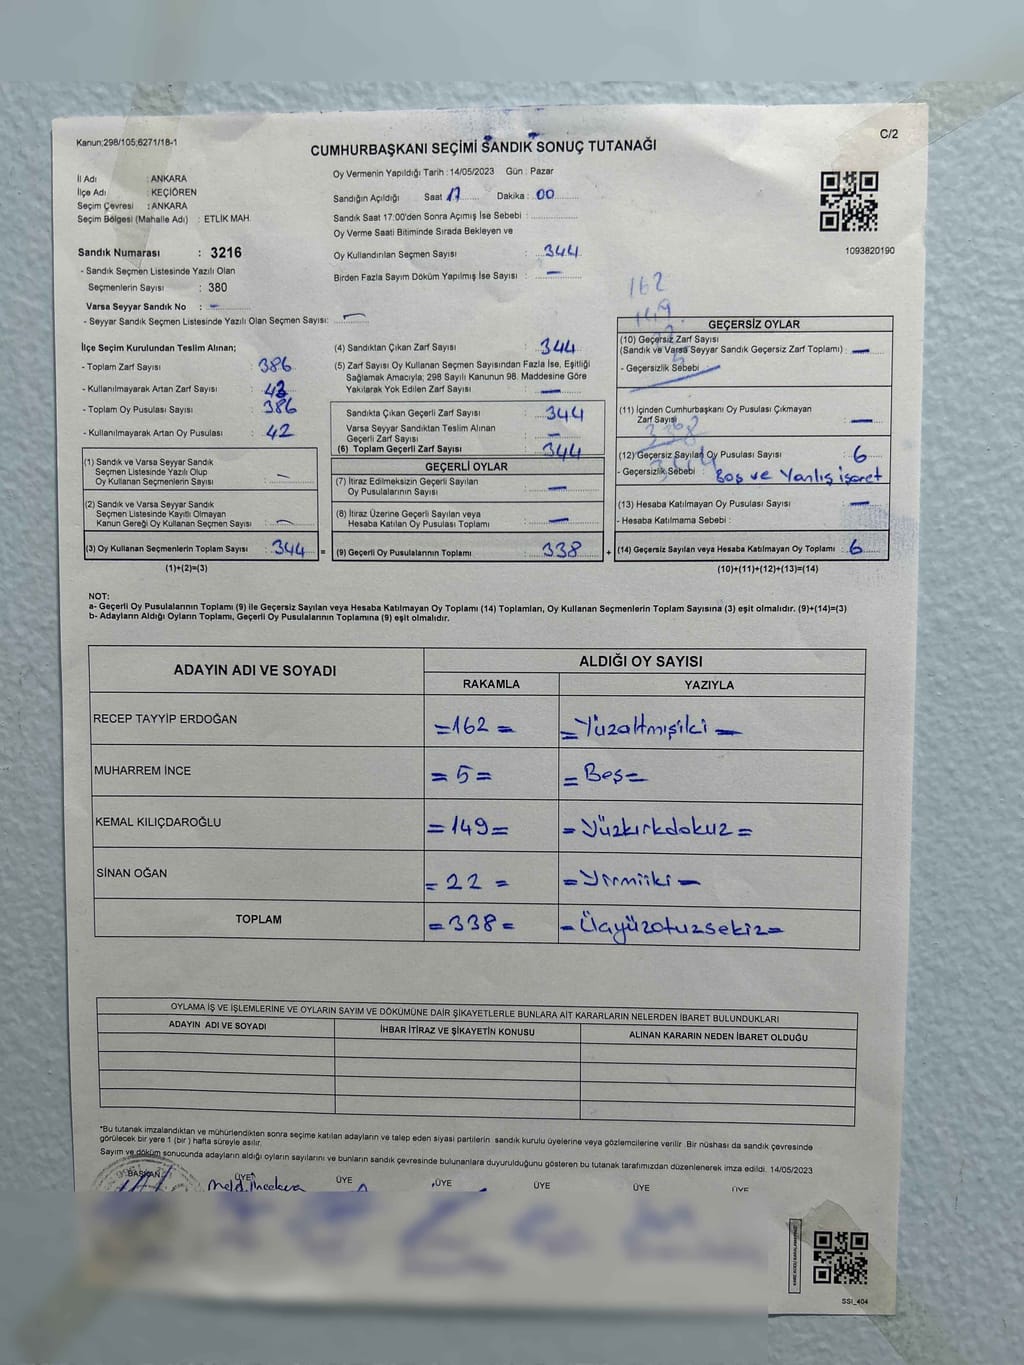 Kanun;298/105;6271/18-1
C/2
CUMHURBAŞKANI SEÇİMİ SANDIK SONUÇ TUTANAĞI
İl Adı : ANKARA
İlçe Adı : KEÇİÖREN
Seçim Çevresi : ANKARA
Seçim Bölgesi (Mahalle Adı) : ETLİK MAH.
Sandık Numarası : 3216
- Sandık Seçmen Listesinde Yazılı Olan
Seçmenlerin Sayısı : 380
Varsa Seyyar Sandık No : -
- Seyyar Sandık Seçmen Listesinde Yazılı Olan Seçmen Sayısı: -
Oy Vermenin Yapıldığı Tarih : 14/05/2023 Gün : Pazar
Sandığın Açıldığı Saat 17 Dakika : 00
Sandık Saat 17:00'den Sonra Açımış İse Sebebi :
Oy Verme Saati Bitiminde Sırada Bekleyen ve
Oy Kullandırılan Seçmen Sayısı : 344
Birden Fazla Sayım Döküm Yapılmış İse Sayısı : -
1093820190
162
149
İlçe Seçim Kurulundan Teslim Alınan;
- Toplam Zarf Sayısı : 386
- Kullanılmayarak Artan Zarf Sayısı : 42
- Toplam Oy Pusulası Sayısı : 386
- Kullanılmayarak Artan Oy Pusulası : 42
(1) Sandık ve Varsa Seyyar Sandık
Seçmen Listesinde Yazılı Olup
Oy Kullanan Seçmenlerin Sayısı : -
(2) Sandık ve Varsa Seyyar Sandık
Seçmen Listesinde Kayıtlı Olmayan
Kanun Gereği Oy Kullanan Seçmen Sayısı : -
(3) Oy Kullanan Seçmenlerin Toplam Sayısı : 344 =
(1)+(2)=(3)
(4) Sandıktan Çıkan Zarf Sayısı : 344
(5) Zarf Sayısı Oy Kullanan Seçmen Sayısından Fazla İse, Eşitliği
Sağlamak Amacıyla; 298 Sayılı Kanunun 98. Maddesine Göre
Yakılarak Yok Edilen Zarf Sayısı : -
Sandıkta Çıkan Geçerli Zarf Sayısı : 344
Varsa Seyyar Sandıktan Teslim Alınan
Geçerli Zarf Sayısı : -
(6) Toplam Geçerli Zarf Sayısı : 344
GEÇERLİ OYLAR
(7) İtiraz Edilmeksizin Geçerli Sayılan
Oy Pusulalarının Sayısı : -
(8) İtiraz Üzerine Geçerli Sayılan veya
Hesaba Katılan Oy Pusulası Toplamı : -
(9) Geçerli Oy Pusulalarının Toplamı : 338 +
GEÇERSİZ OYLAR
(10) Geçersiz Zarf Sayısı
(Sandık ve Varsa Seyyar Sandık Geçersiz Zarf Toplamı) : -
- Geçersizlik Sebebi :
(11) İçinden Cumhurbaşkanı Oy Pusulası Çıkmayan
Zarf Sayısı : -
338
344
(12) Geçersiz Sayılan Oy Pusulası Sayısı : 6
- Geçersizlik Sebebi Boş ve Yanlış işaret
(13) Hesaba Katılmayan Oy Pusulası Sayısı : -
- Hesaba Katılmama Sebebi :
(14) Geçersiz Sayılan veya Hesaba Katılmayan Oy Toplamı : 6
(10)+(11)+(12)+(13)=(14)
NOT:
a- Geçerli Oy Pusulalarının Toplamı (9) ile Geçersiz Sayılan veya Hesaba Katılmayan Oy Toplamı (14) Toplamları, Oy Kullanan Seçmenlerin Toplam Sayısına (3) eşit olmalıdır. (9)+(14)=(3)
b- Adayların Aldığı Oyların Toplamı, Geçerli Oy Pusulalarının Toplamına (9) eşit olmalıdır.
ADAYIN ADI VE SOYADI
ALDIĞI OY SAYISI
RAKAMLA YAZIYLA
RECEP TAYYİP ERDOĞAN =162= =Yüzaltmışiki=
MUHARREM İNCE =5= =Beş=
KEMAL KILIÇDAROĞLU =149= =Yüzkırkdokuz=
SİNAN OĞAN =22= =Yirmiiki=
TOPLAM =338= =Üçyüzotuzsekiz=
OYLAMA İŞ VE İŞLEMLERİNE VE OYLARIN SAYIM VE DÖKÜMÜNE DAİR ŞİKAYETLERLE BUNLARA AİT KARARLARIN NELERDEN İBARET BULUNDUKLARI
ADAYIN ADI VE SOYADI İHBAR İTİRAZ VE ŞİKAYETİN KONUSU ALINAN KARARIN NEDEN İBARET OLDUĞU
*Bu tutanak imzalandıktan ve mühürlendikten sonra seçime katılan adayların ve talep eden siyasi partilerin sandık kurulu üyelerine veya gözlemcilerine verilir. Bir nüshası da sandık çevresinde
görülecek bir yere 1 (bir) hafta süreyle asılır.
Sayım ve döküm sonucunda adayların aldığı oyların sayılarını ve bunların sandık çevresinde bulunanlara duyurulduğunu gösteren bu tutanak tarafımızdan düzenlenerek imza edildi. 14/05/2023
BAŞKAN ÜYE ÜYE ÜYE ÜYE ÜYE ÜYE
SSI_404